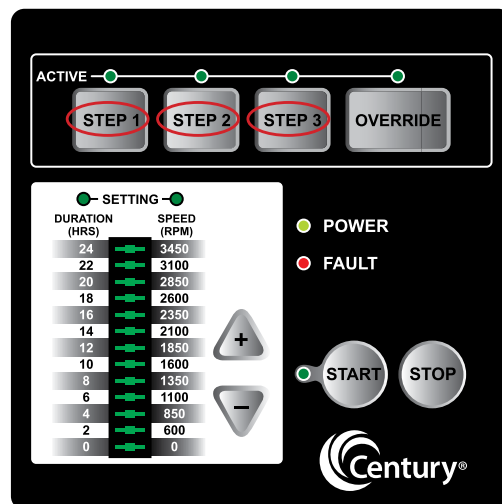 ACTIVE
STEP 1 STEP 2 STEP 3 OVERRIDE
SETTING
DURATION (HRS) SPEED (RPM)
24 3450
22 3100
20 2850
18 2600
16 2350
14 2100
12 1850
10 1600
8 1350
6 1100
4 850
2 600
0 0
+
−
POWER
FAULT
START STOP
Century®